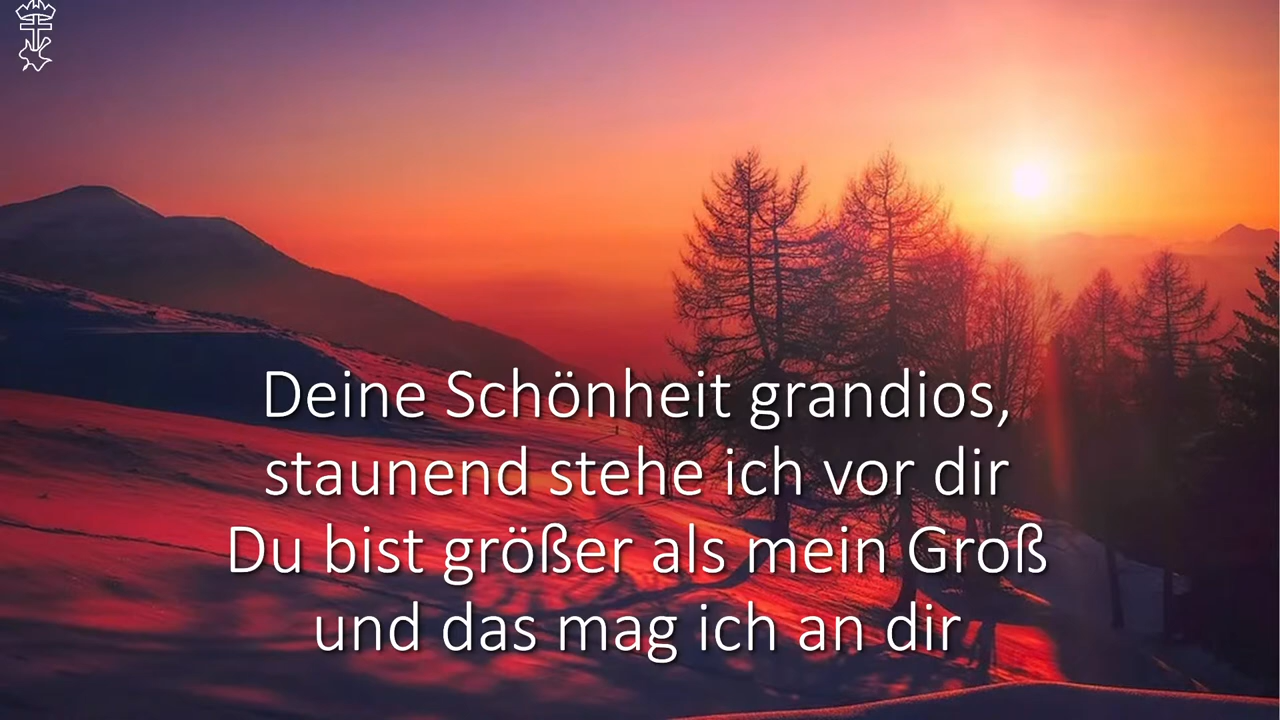 Deine Schönheit grandios,
staunend stehe ich vor dir
Du bist größer als mein Groß
und das mag ich an dir